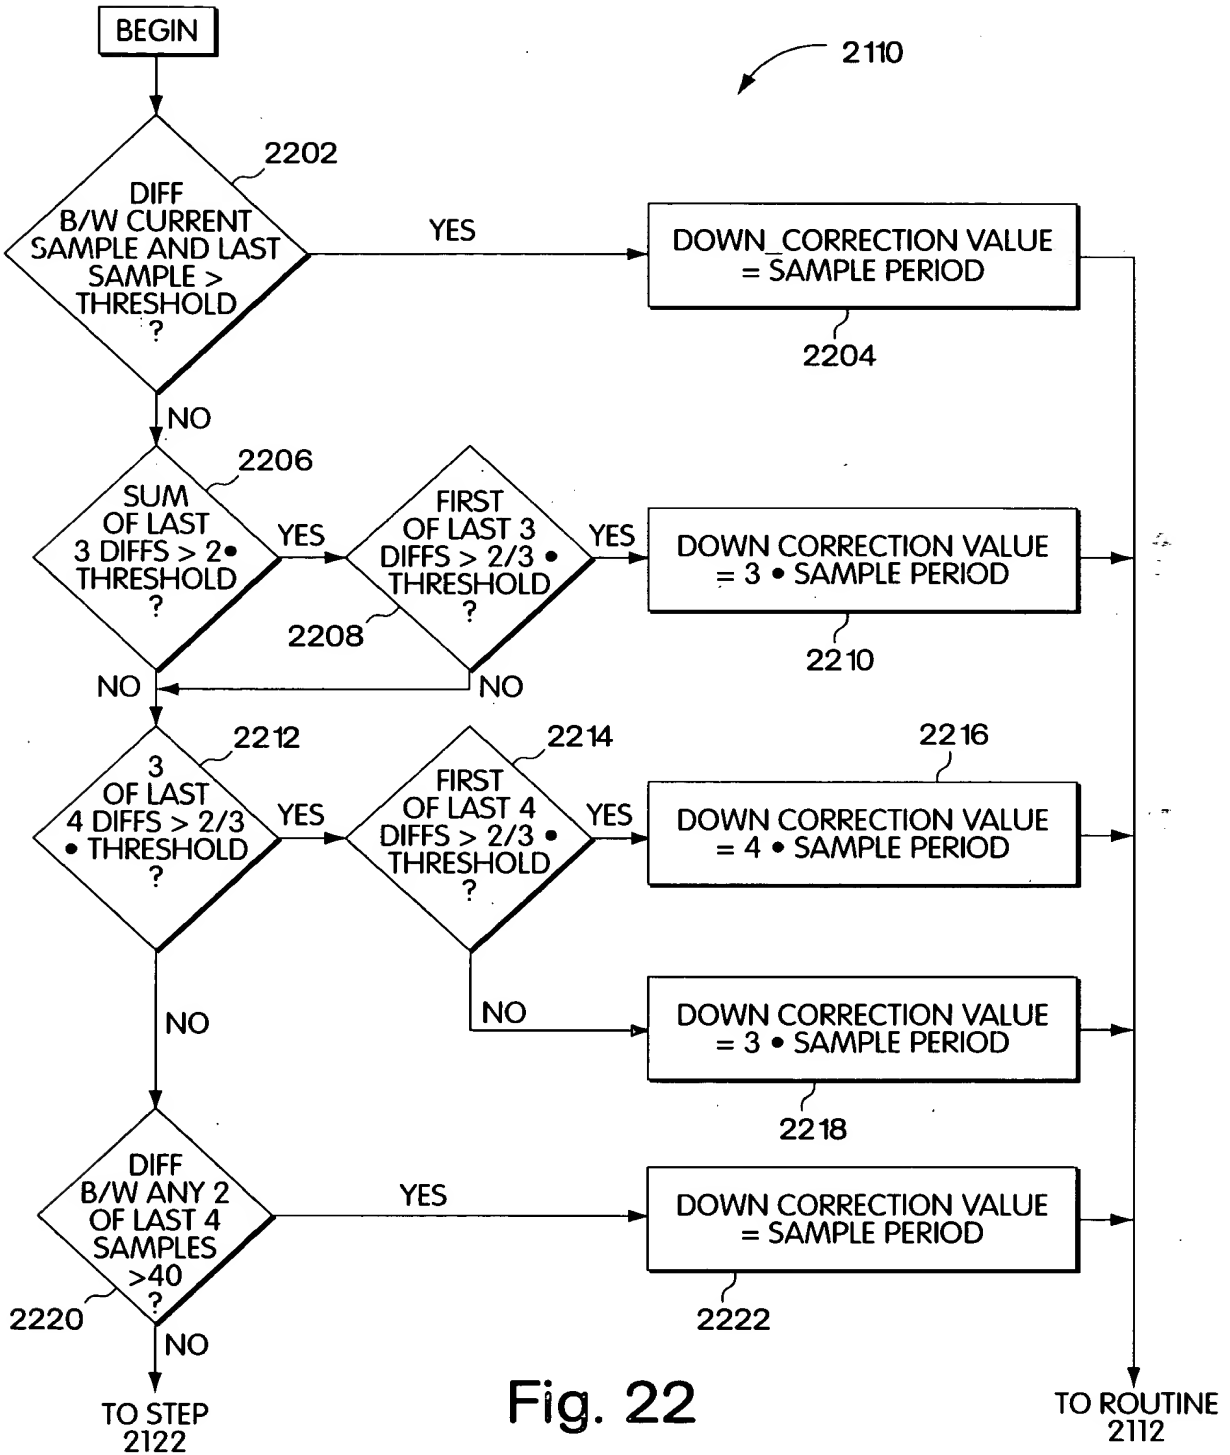 BEGIN
2110
2202
DIFF
B/W CURRENT
SAMPLE AND LAST
SAMPLE >
THRESHOLD
?
YES
DOWN_CORRECTION VALUE
= SAMPLE PERIOD
2204
NO
2206
SUM
OF LAST
3 DIFFS > 2•
THRESHOLD
?
YES
FIRST
OF LAST 3
DIFFS > 2/3 •
THRESHOLD
?
2208
YES
DOWN CORRECTION VALUE
= 3 • SAMPLE PERIOD
2210
NO
NO
2212
3
OF LAST
4 DIFFS > 2/3
• THRESHOLD
?
YES
2214
FIRST
OF LAST 4
DIFFS > 2/3 •
THRESHOLD
?
YES
2216
DOWN CORRECTION VALUE
= 4 • SAMPLE PERIOD
NO
NO
DOWN CORRECTION VALUE
= 3 • SAMPLE PERIOD
2218
DIFF
B/W ANY 2
OF LAST 4
SAMPLES
>40
?
2220
YES
DOWN CORRECTION VALUE
= SAMPLE PERIOD
2222
NO
TO STEP
2122
Fig. 22
TO ROUTINE
2112